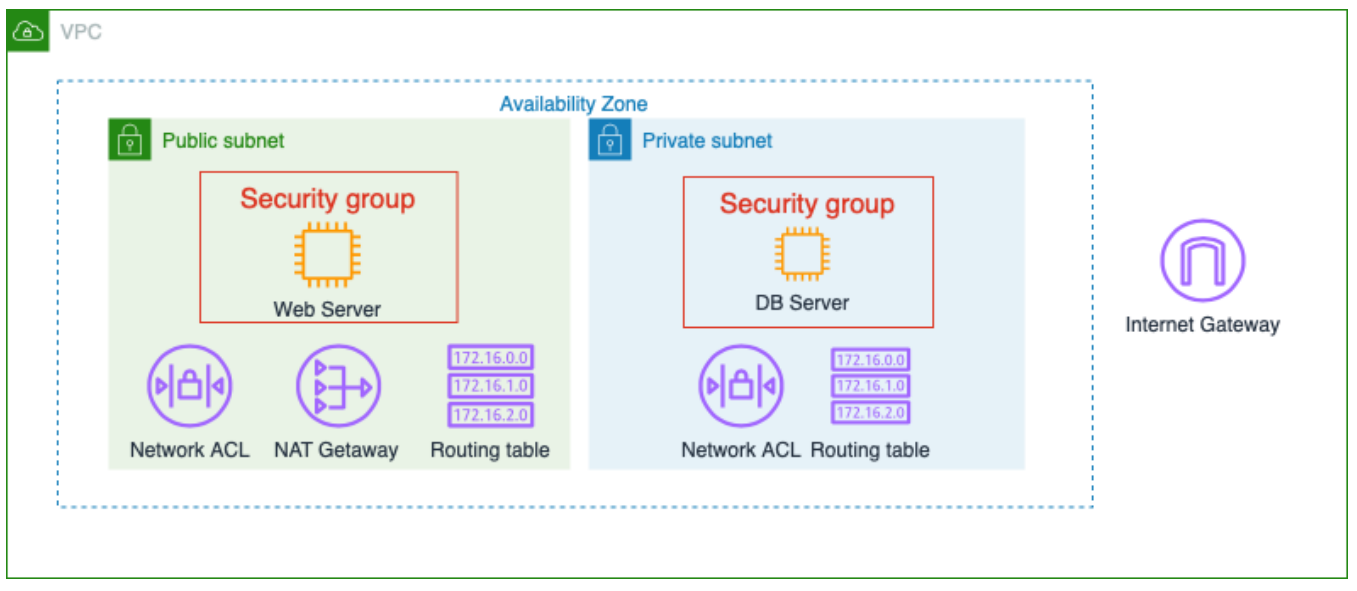 VPC
Availability Zone
Public subnet
Private subnet
Security group
Web Server
Security group
DB Server
Internet Gateway
172.16.0.0
172.16.1.0
172.16.2.0
172.16.0.0
172.16.1.0
172.16.2.0
Network ACL
NAT Getaway
Routing table
Network ACL
Routing table